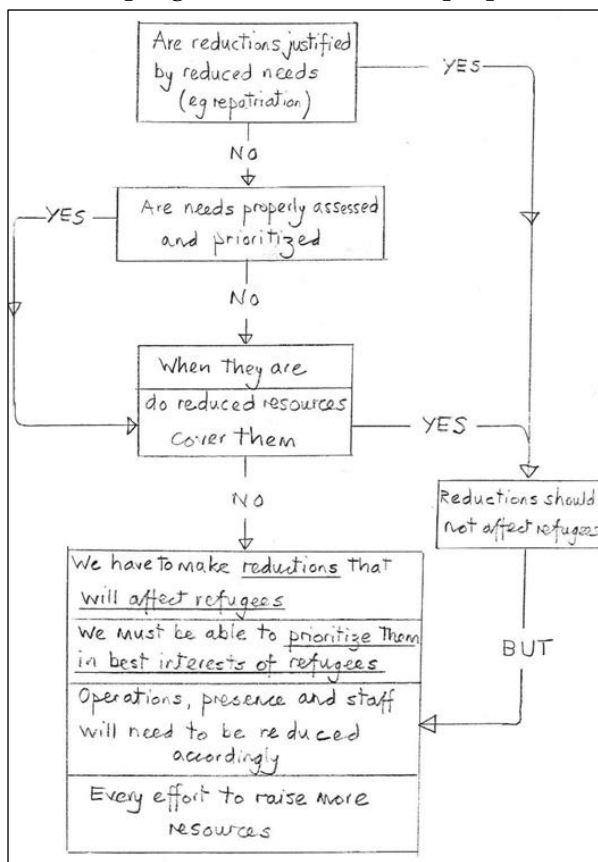 Are reductions justified
by reduced needs
(eg repatriation)
YES
NO
YES
Are needs properly assessed
and prioritized
NO
When they are
do reduced resources
cover them
YES
NO
Reductions should
not affect refugees
We have to make reductions that
will affect refugees
We must be able to prioritize them
in best interests of refugees
BUT
Operations, presence and staff
will need to be reduced
accordingly
Every effort to raise more
resources